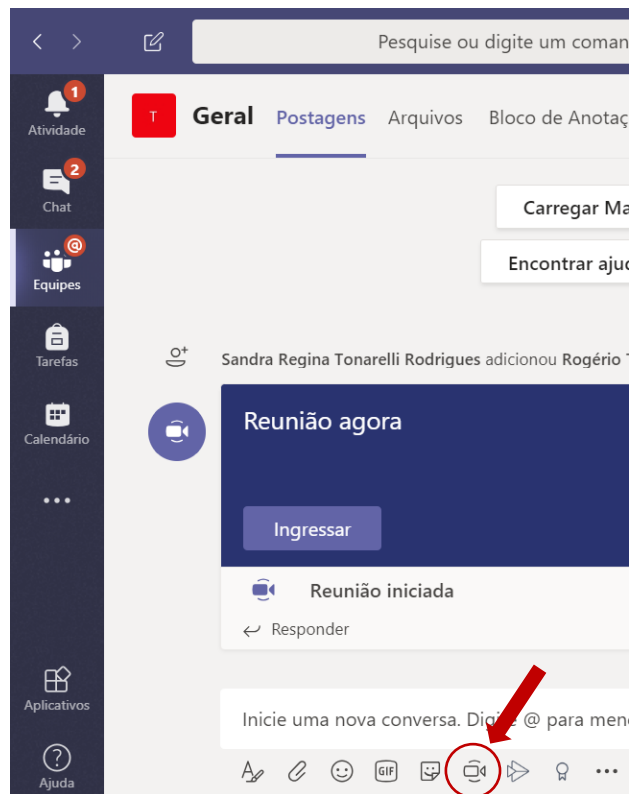 Pesquise ou digite um coman
1
Atividade
T
Geral Postagens Arquivos Bloco de Anotaç
2
Chat
Carregar Ma
@
Equipes
Encontrar ajud
Tarefas
Sandra Regina Tonarelli Rodrigues adicionou Rogério T
Reunião agora
Calendário
Ingressar
Reunião iniciada
Responder
Aplicativos
Inicie uma nova conversa. Digite @ para menc
GIF
Ajuda